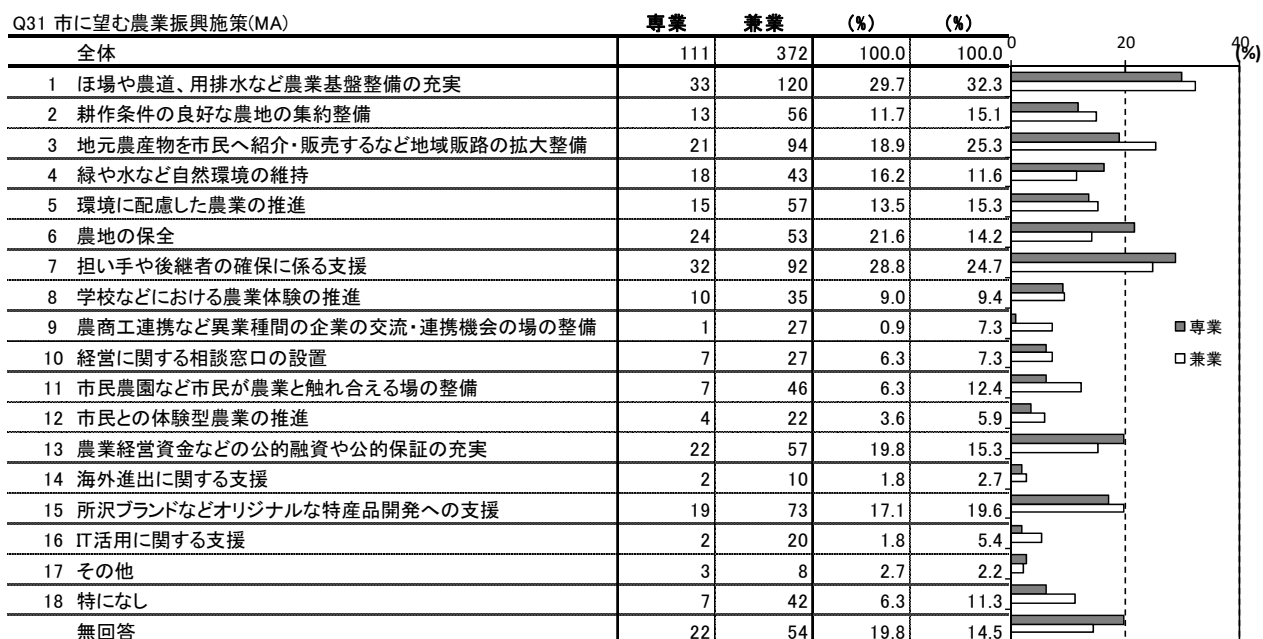 Q31 市に望む農業振興施策(MA) 専業 兼業 (%) (%)
全体 111 372 100.0 100.0 0 20 40 (%)
1 ほ場や農道、用排水など農業基盤整備の充実 33 120 29.7 32.3
2 耕作条件の良好な農地の集約整備 13 56 11.7 15.1
3 地元農産物を市民へ紹介・販売するなど地域販路の拡大整備 21 94 18.9 25.3
4 緑や水など自然環境の維持 18 43 16.2 11.6
5 環境に配慮した農業の推進 15 57 13.5 15.3
6 農地の保全 24 53 21.6 14.2
7 担い手や後継者の確保に係る支援 32 92 28.8 24.7
8 学校などにおける農業体験の推進 10 35 9.0 9.4
9 農商工連携など異業種間の企業の交流・連携機会の場の整備 1 27 0.9 7.3 専業
10 経営に関する相談窓口の設置 7 27 6.3 7.3 兼業
11 市民農園など市民が農業と触れ合える場の整備 7 46 6.3 12.4
12 市民との体験型農業の推進 4 22 3.6 5.9
13 農業経営資金などの公的融資や公的保証の充実 22 57 19.8 15.3
14 海外進出に関する支援 2 10 1.8 2.7
15 所沢ブランドなどオリジナルな特産品開発への支援 19 73 17.1 19.6
16 IT活用に関する支援 2 20 1.8 5.4
17 その他 3 8 2.7 2.2
18 特になし 7 42 6.3 11.3
無回答 22 54 19.8 14.5